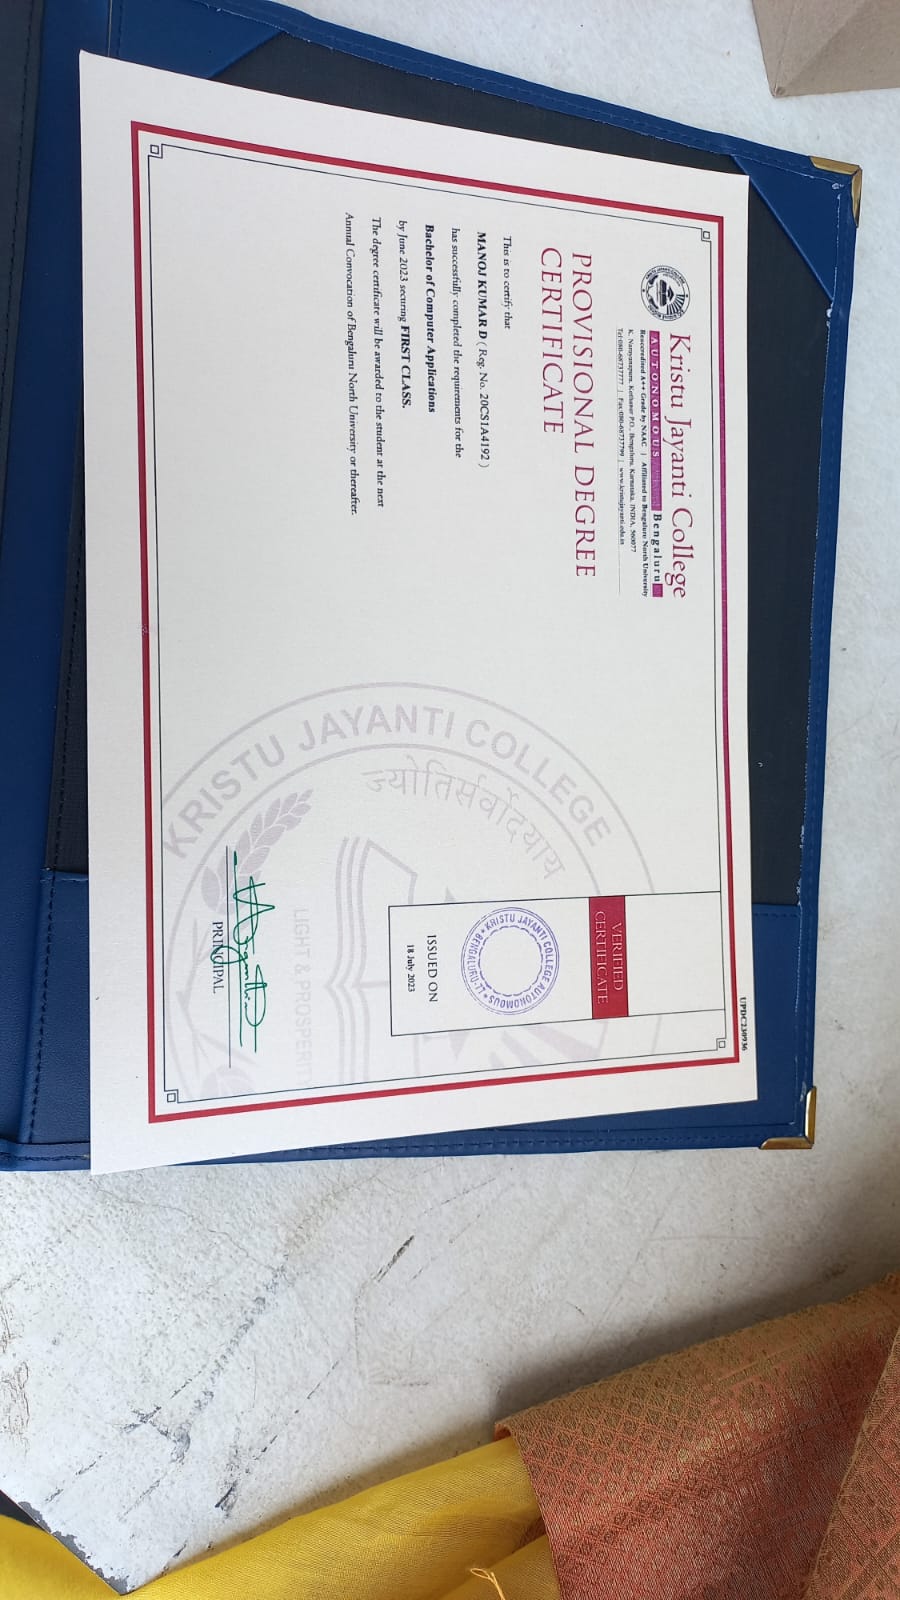 UPDC230936
Kristu Jayanti College
AUTONOMOUS Bengaluru
Reaccredited A++ Grade by NAAC | Affiliated to Bengaluru North University
K. Narayanapura, Kothanur P.O., Bengaluru, Karnataka, INDIA, 560077
Tel:080-68737777 | Fax:080-68737799 | www.kristujayanti.edu.in
PROVISIONAL DEGREE
CERTIFICATE
This is to certify that
MANOJ KUMAR D ( Reg. No. 20CS1A4192 )
has successfully completed the requirements for the
Bachelor of Computer Applications
by June 2023 securing FIRST CLASS.
The degree certificate will be awarded to the student at the next
Annual Convocation of Bengaluru North University or thereafter.
VERIFIED
CERTIFICATE
KRISTU JAYANTI COLLEGE AUTONOMOUS
BENGALURU-77
ISSUED ON
18 July 2023
KRISTU JAYANTI COLLEGE
ज्योतिर्सर्वोदयाय
LIGHT & PROSPERI
PRINCIPAL